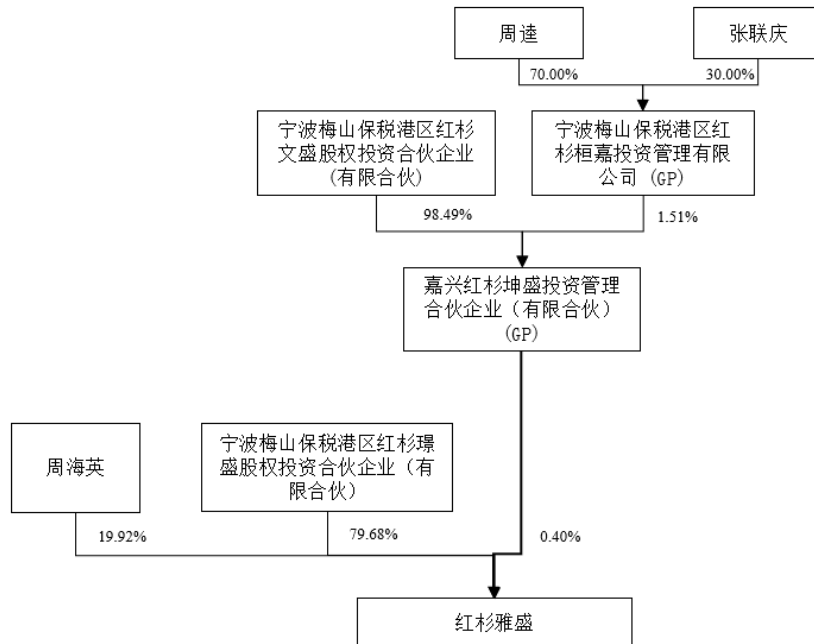 周逵
张联庆
70.00%
30.00%
宁波梅山保税港区红杉
文盛股权投资合伙企业
(有限合伙)
宁波梅山保税港区红
杉桓嘉投资管理有限
公司 (GP)
98.49%
1.51%
嘉兴红杉坤盛投资管理
合伙企业（有限合伙）
(GP)
周海英
宁波梅山保税港区红杉璟
盛股权投资合伙企业（有
限合伙）
19.92%
79.68%
0.40%
红杉雅盛